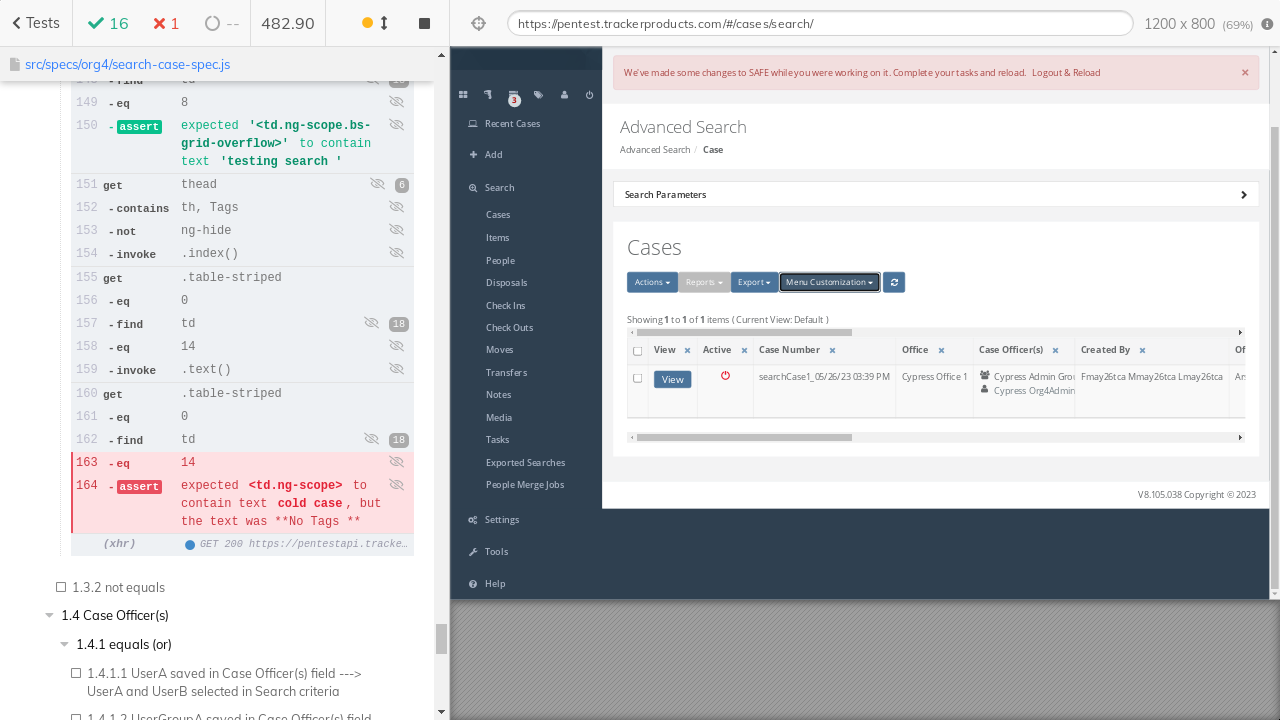 Tests
16
1
--
482.90
https://pentest.trackerproducts.com/#/cases/search/
1200 x 800 (69%)
src/specs/org4/search-case-spec.js
149 -eq 8
150 -assert expected '<td.ng-scope.bs-
grid-overflow>' to contain
text 'testing search '
151 get thead 6
152 -contains th, Tags
153 -not ng-hide
154 -invoke .index()
155 get .table-striped
156 -eq 0
157 -find td 18
158 -eq 14
159 -invoke .text()
160 get .table-striped
161 -eq 0
162 -find td 18
163 -eq 14
164 -assert expected <td.ng-scope> to
contain text cold case, but
the text was **No Tags **
(xhr) GET 200 https://pentestapi.tracke…
1.3.2 not equals
1.4 Case Officer(s)
1.4.1 equals (or)
1.4.1.1 UserA saved in Case Officer(s) field --->
UserA and UserB selected in Search criteria
1.4.1.2 UserGroupA saved in Case Officer(s) field
3
Recent Cases
Add
Search
Cases
Items
People
Disposals
Check Ins
Check Outs
Moves
Transfers
Notes
Media
Tasks
Exported Searches
People Merge Jobs
Settings
Tools
Help
We've made some changes to SAFE while you were working on it. Complete your tasks and reload. Logout & Reload
×
Advanced Search
Advanced Search / Case
Search Parameters
Cases
Actions Reports Export Menu Customization
Showing 1 to 1 of 1 items ( Current View: Default )
View Active Case Number Office Case Officer(s) Created By Of
View searchCase1_05/26/23 03:39 PM Cypress Office 1 Cypress Admin Grou Fmay26tca Mmay26tca Lmay26tca
Cypress Org4Admin
V8.105.038 Copyright © 2023